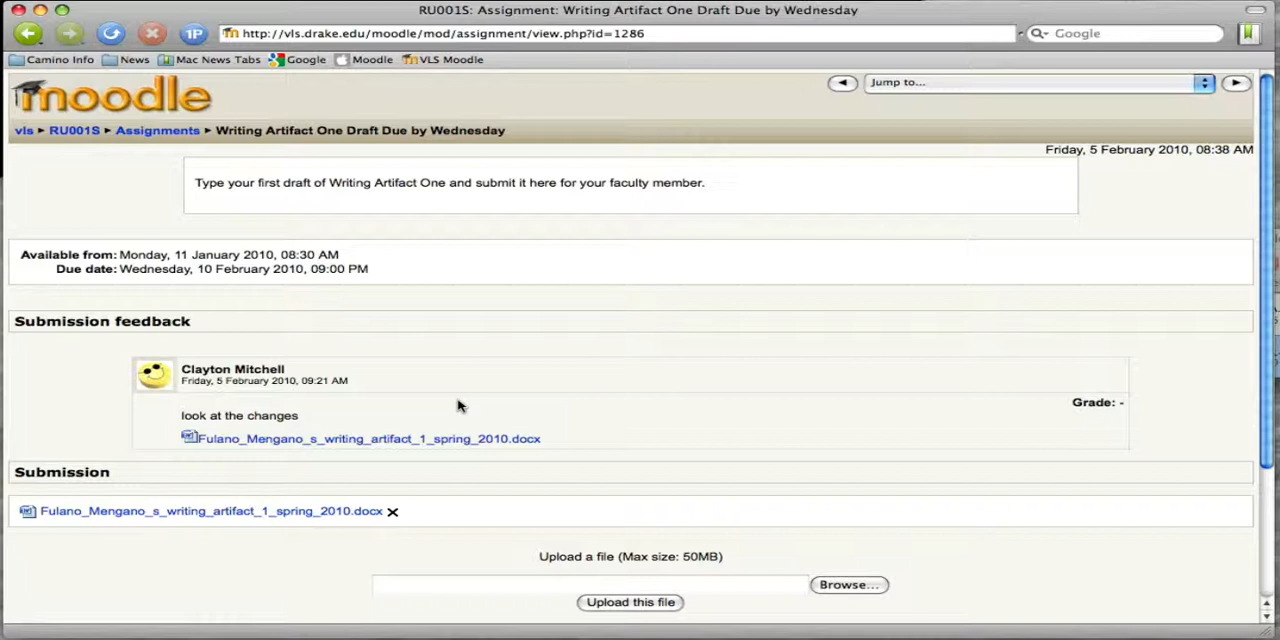 RU001S: Assignment: Writing Artifact One Draft Due by Wednesday
1P http://vls.drake.edu/moodle/mod/assignment/view.php?id=1286 Google
Camino Info News Mac News Tabs Google Moodle VLS Moodle
moodle Jump to...
vls ► RU001S ► Assignments ► Writing Artifact One Draft Due by Wednesday
Friday, 5 February 2010, 08:38 AM
Type your first draft of Writing Artifact One and submit it here for your faculty member.
Available from: Monday, 11 January 2010, 08:30 AM
Due date: Wednesday, 10 February 2010, 09:00 PM
Submission feedback
Clayton Mitchell
Friday, 5 February 2010, 09:21 AM
Grade: -
look at the changes
Fulano_Mengano_s_writing_artifact_1_spring_2010.docx
Submission
Fulano_Mengano_s_writing_artifact_1_spring_2010.docx
Upload a file (Max size: 50MB)
Browse...
Upload this file